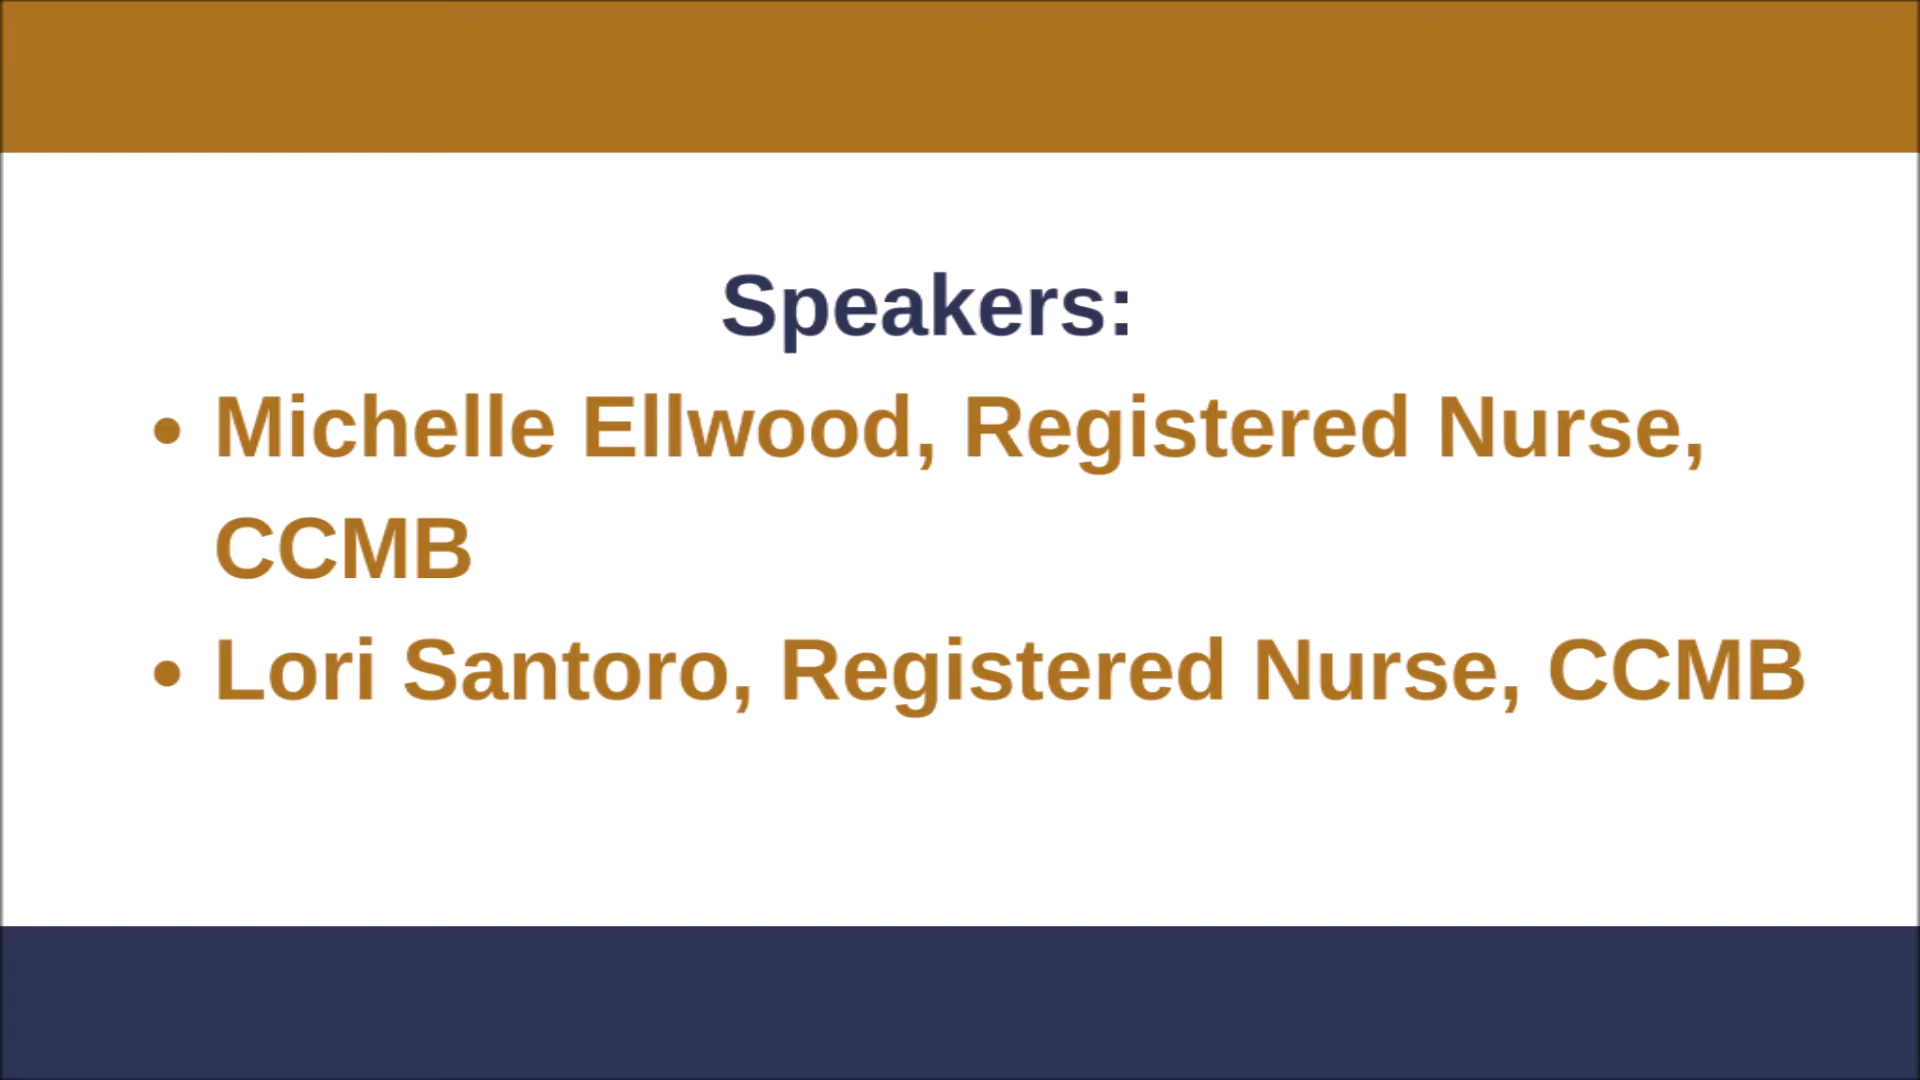 Speakers:
• Michelle Ellwood, Registered Nurse,
CCMB
• Lori Santoro, Registered Nurse, CCMB